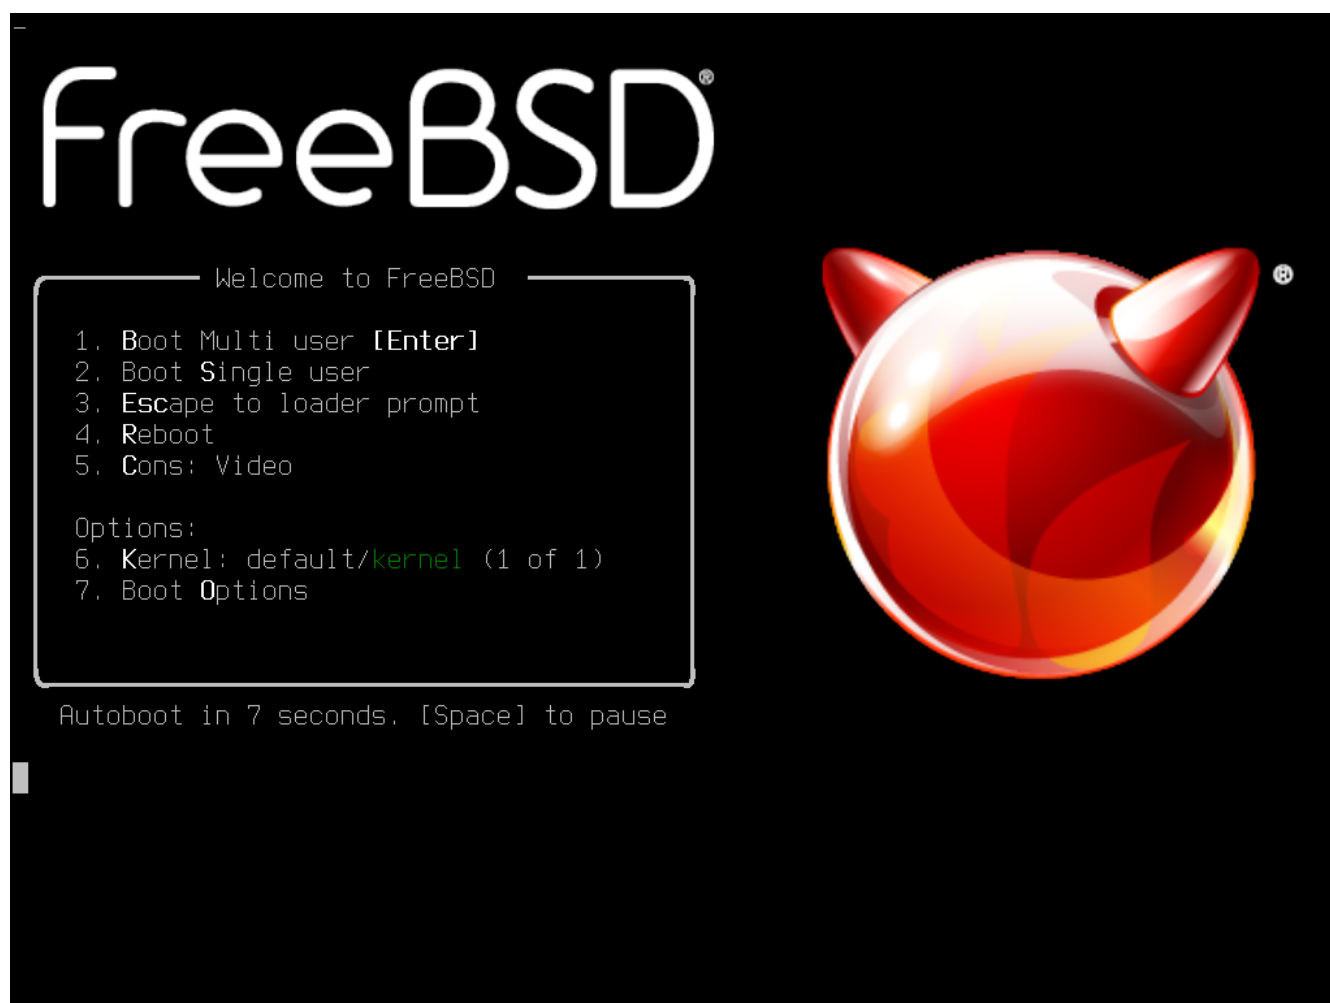 FreeBSD®
Welcome to FreeBSD
1. Boot Multi user [Enter]
2. Boot Single user
3. Escape to loader prompt
4. Reboot
5. Cons: Video
Options:
6. Kernel: default/kernel (1 of 1)
7. Boot Options
Autoboot in 7 seconds. [Space] to pause
®